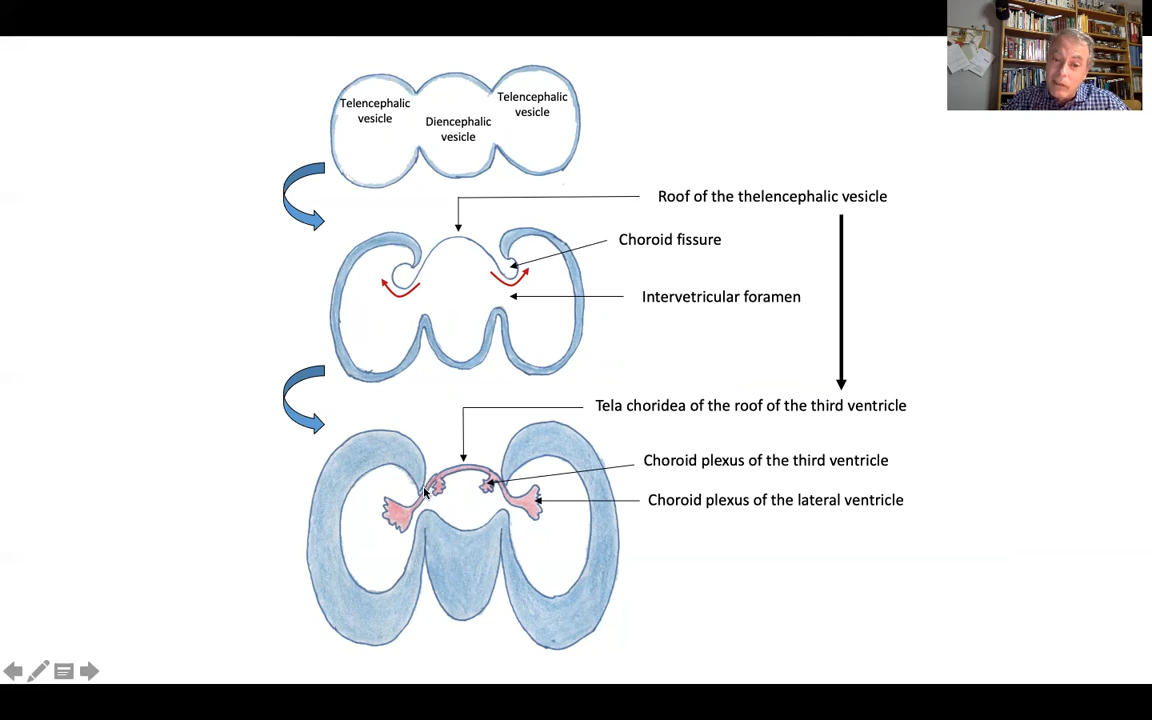 Telencephalic
vesicle
Diencephalic
vesicle
Telencephalic
vesicle
Roof of the thelencephalic vesicle
Choroid fissure
Intervetricular foramen
Tela choridea of the roof of the third ventricle
Choroid plexus of the third ventricle
Choroid plexus of the lateral ventricle